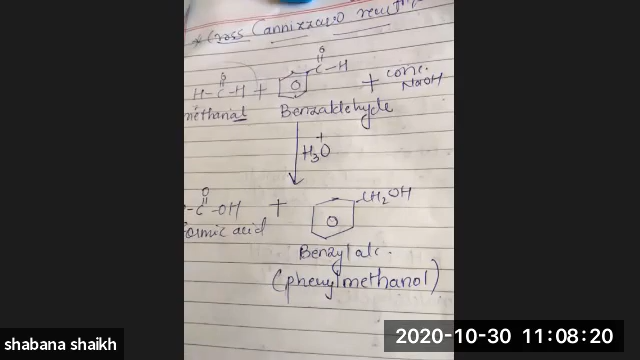 * Cross Cannizzaro reaction
O
O
H-C-H + C-H + conc. NaOH
methanal Benzaldehyde
+
H3O
O
C-OH + CH2OH
Formic acid
Benzyl alc.
(phenylmethanol)
shabana shaikh
2020-10-30 11:08:20